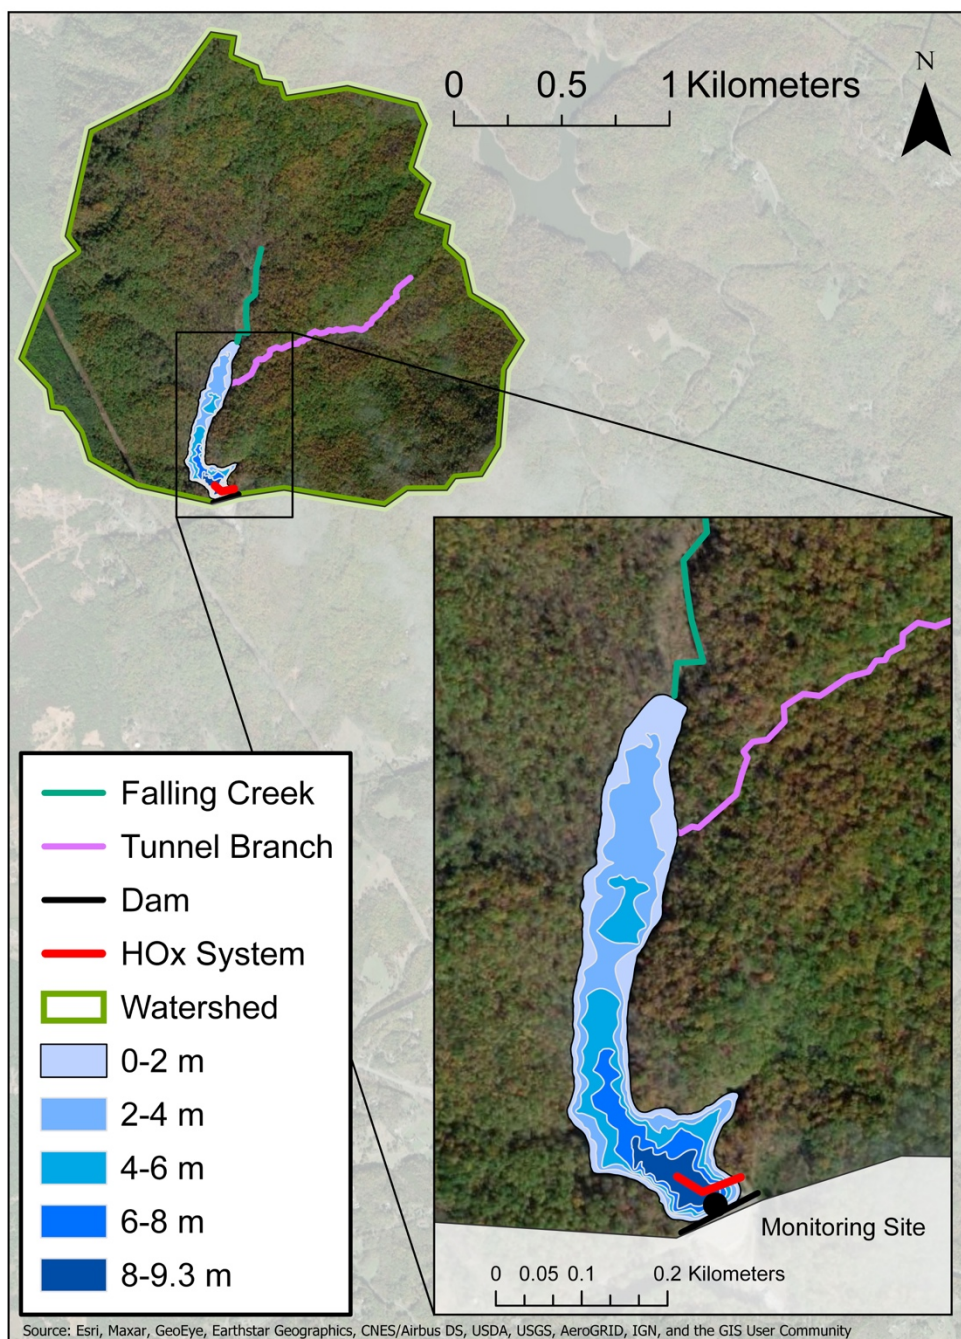 0 0.5 1 Kilometers
N
Falling Creek
Tunnel Branch
Dam
HOx System
Watershed
0-2 m
2-4 m
4-6 m
6-8 m
8-9.3 m
Monitoring Site
0 0.05 0.1 0.2 Kilometers
Source: Esri, Maxar, GeoEye, Earthstar Geographics, CNES/Airbus DS, USDA, USGS, AeroGRID, IGN, and the GIS User Community